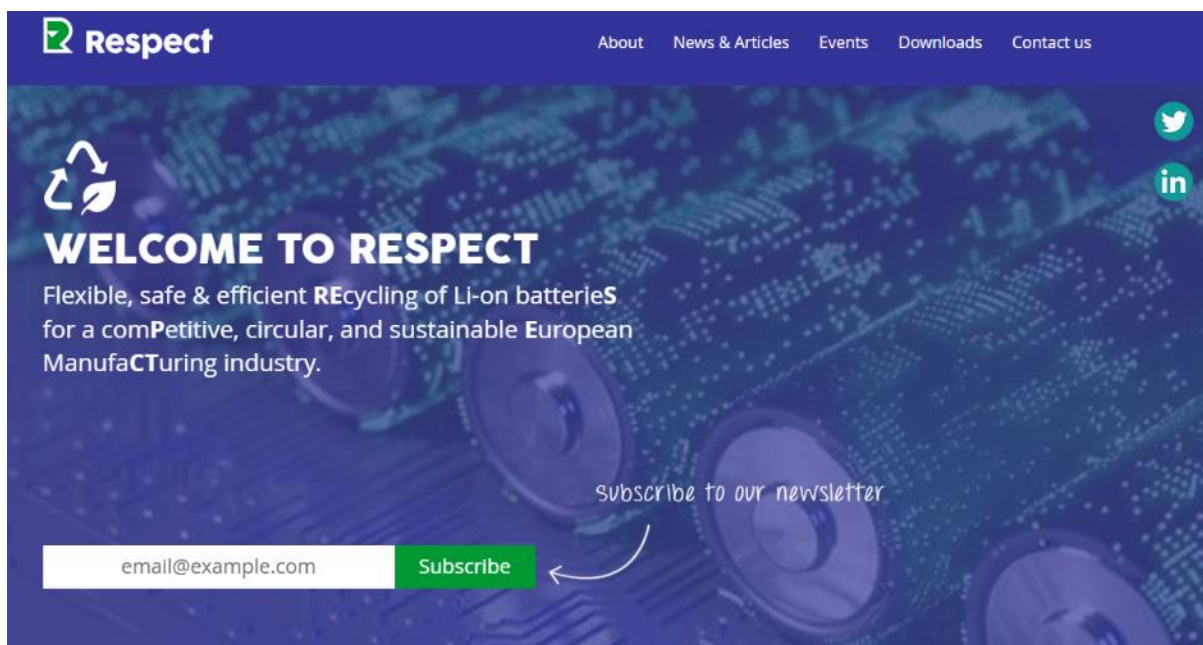 Respect
About News & Articles Events Downloads Contact us
WELCOME TO RESPECT
Flexible, safe & efficient REcycling of Li-on batterieS
for a comPetitive, circular, and sustainable European
ManufaCTuring industry.
subscribe to our newsletter
email@example.com Subscribe
in